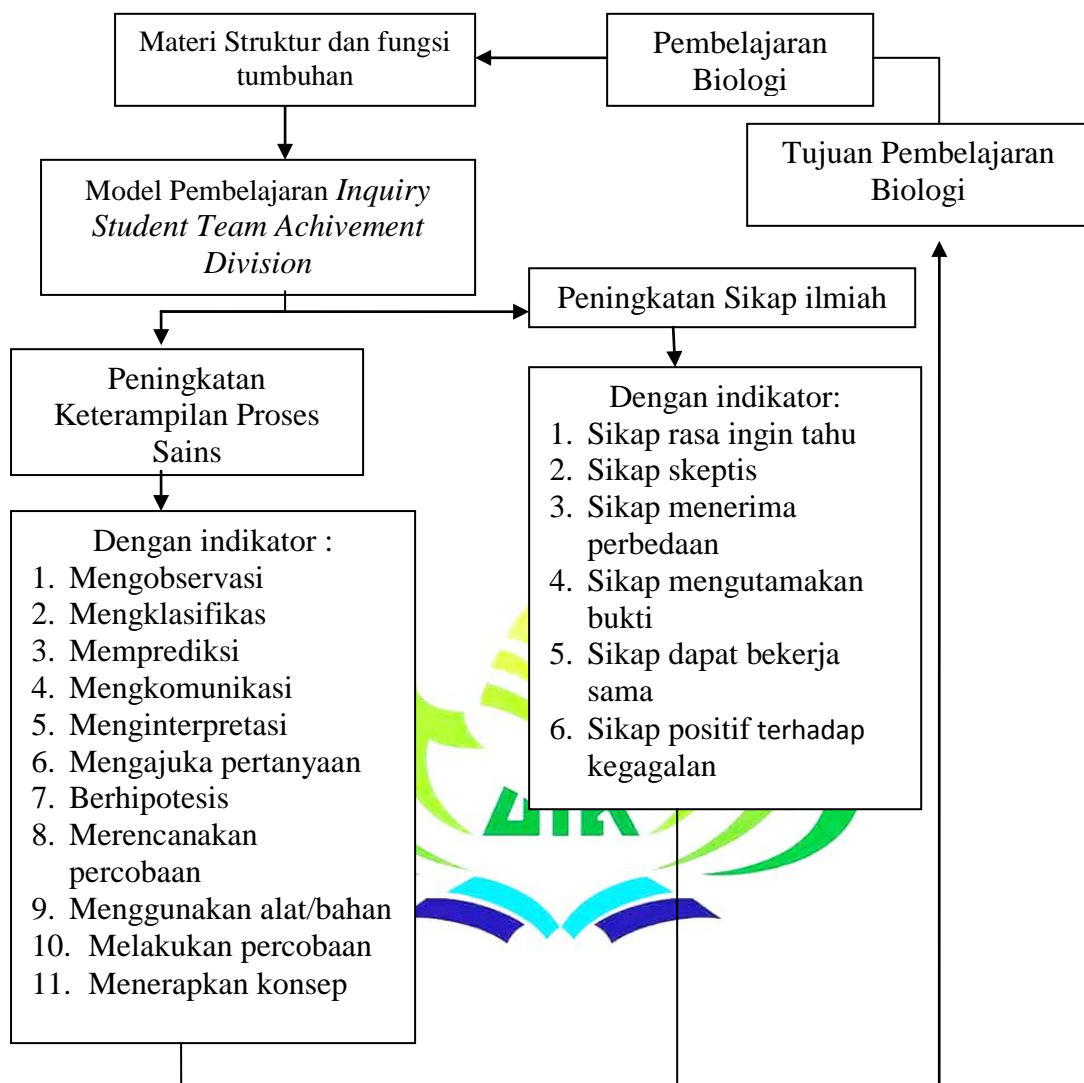 Materi Struktur dan fungsi
tumbuhan
Pembelajaran
Biologi
Tujuan Pembelajaran
Biologi
Model Pembelajaran Inquiry
Student Team Achivement
Division
Peningkatan Sikap ilmiah
Peningkatan
Keterampilan Proses
Sains
Dengan indikator:
1. Sikap rasa ingin tahu
2. Sikap skeptis
3. Sikap menerima
perbedaan
4. Sikap mengutamakan
bukti
5. Sikap dapat bekerja
sama
6. Sikap positif terhadap
kegagalan
Dengan indikator :
1. Mengobservasi
2. Mengklasifikas
3. Memprediksi
4. Mengkomunikasi
5. Menginterpretasi
6. Mengajuka pertanyaan
7. Berhipotesis
8. Merencanakan
percobaan
9. Menggunakan alat/bahan
10. Melakukan percobaan
11. Menerapkan konsep